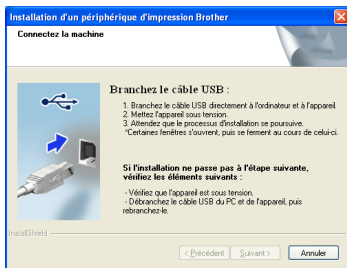 Installation d'un périphérique d'impression Brother
Connectez la machine
Branchez le câble USB :
1. Branchez le câble USB directement à l'ordinateur et à l'appareil.
2. Mettez l'appareil sous tension.
3. Attendez que le processus d'installation se poursuive.
*Certaines fenêtres s'ouvrent, puis se ferment au cours de celui-ci.
Si l'installation ne passe pas à l'étape suivante,
vérifiez les éléments suivants :
- Vérifiez que l'appareil est sous tension.
- Débranchez le câble USB du PC et de l'appareil, puis
rebranchez-le.
InstallShield
< Précédent Suivant > Annuler